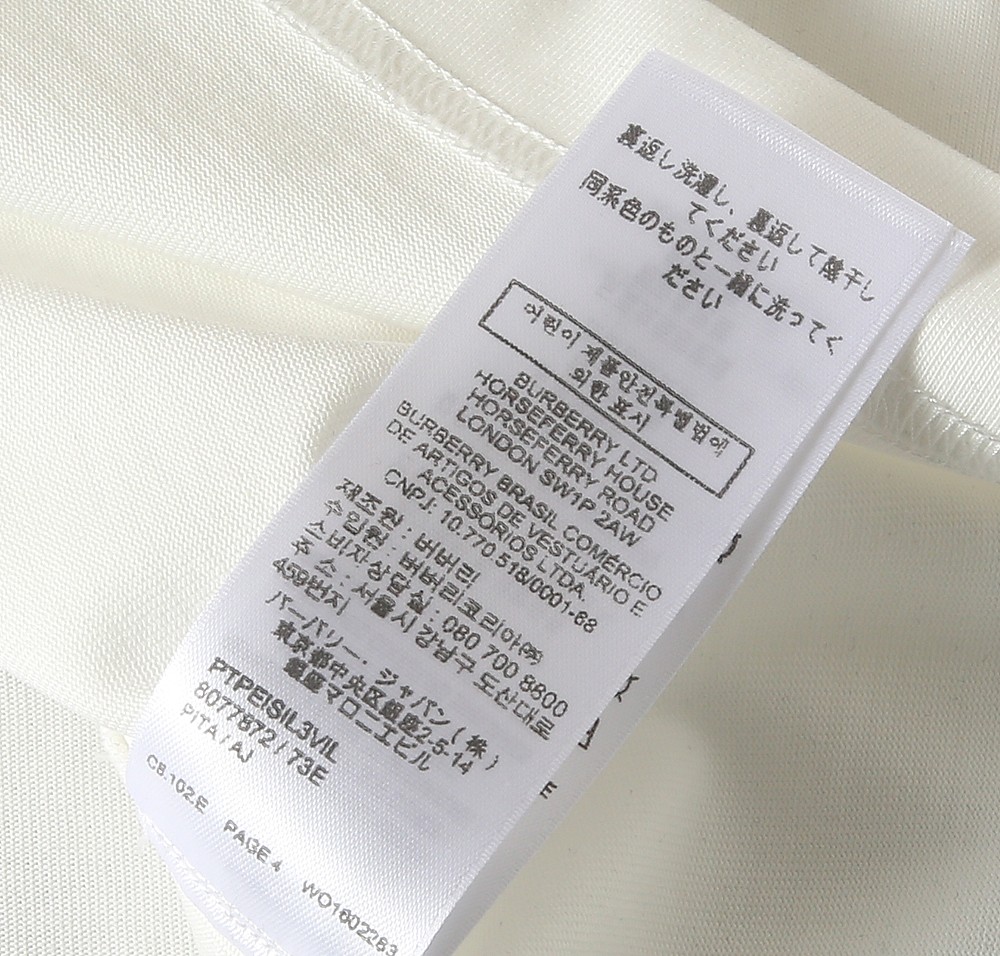 裏返し洗濯し、裏返して陰干し
てください
同系色のものと一緒に洗ってく
ださい
어린이 제품안전특별법에
의한 표시
BURBERRY LTD.
HORSEFERRY HOUSE
HORSEFERRY ROAD
LONDON SW1P 2AW
BURBERRY BRASIL COMERCIO
DE ARTIGOS DE VESTUARIO E
ACESSÓRIOS LTDA.
CNPJ: 10.770.518/0001-68
제조원 : 버버리
수입원 : 버버리코리아㈜
소비자상담실 : 080 700 8800
주 소 : 서울시 강남구 도산대로
459번지
バーバリー・ジャパン(株)
東京都中央区銀座2-5-14
銀座マロニエビル
PTPEISIL3VIL
8077872 / 73E
PITA / AJ
CB.102.E PAGE 4 WO1602263
E